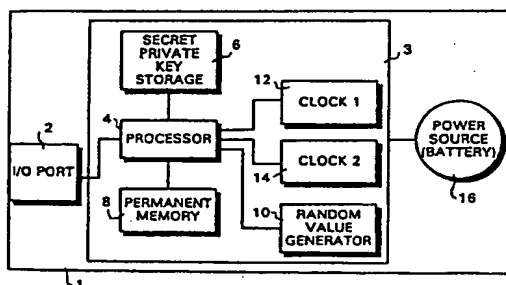 SECRET
PRIVATE
KEY
STORAGE
6
3
12
CLOCK 1
2
4
PROCESSOR
I/O PORT
CLOCK 2
14
POWER
SOURCE
(BATTERY)
16
8
PERMANENT
MEMORY
10
RANDOM
VALUE
GENERATOR
1